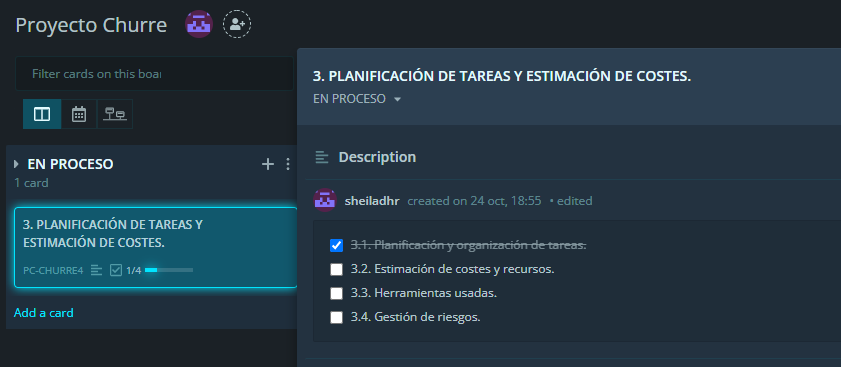 Proyecto Churre
Filter cards on this boar
EN PROCESO
1 card
3. PLANIFICACIÓN DE TAREAS Y
ESTIMACIÓN DE COSTES.
PC-CHURRE4 1/4
Add a card
3. PLANIFICACIÓN DE TAREAS Y ESTIMACIÓN DE COSTES.
EN PROCESO
Description
sheiladhr created on 24 oct, 18:55 • edited
3.1. Planificación y organización de tareas.
3.2. Estimación de costes y recursos.
3.3. Herramientas usadas.
3.4. Gestión de riesgos.